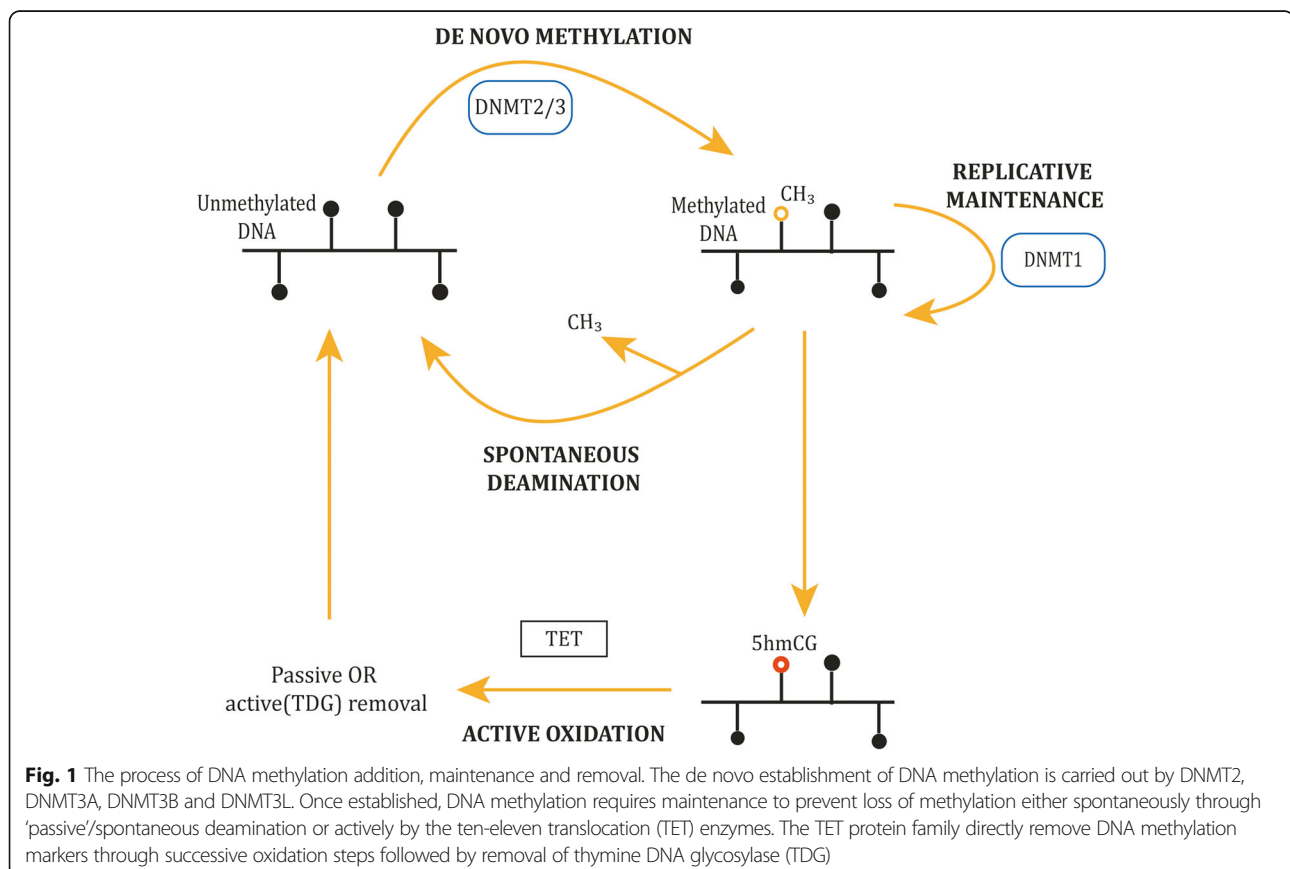 DE NOVO METHYLATION
DNMT2/3
Unmethylated
DNA
Methylated
DNA
CH₃
REPLICATIVE
MAINTENANCE
DNMT1
CH₃
SPONTANEOUS
DEAMINATION
5hmCG
TET
Passive OR
active(TDG) removal
ACTIVE OXIDATION
Fig. 1 The process of DNA methylation addition, maintenance and removal. The de novo establishment of DNA methylation is carried out by DNMT2,
DNMT3A, DNMT3B and DNMT3L. Once established, DNA methylation requires maintenance to prevent loss of methylation either spontaneously through
‘passive’/spontaneous deamination or actively by the ten-eleven translocation (TET) enzymes. The TET protein family directly remove DNA methylation
markers through successive oxidation steps followed by removal of thymine DNA glycosylase (TDG)